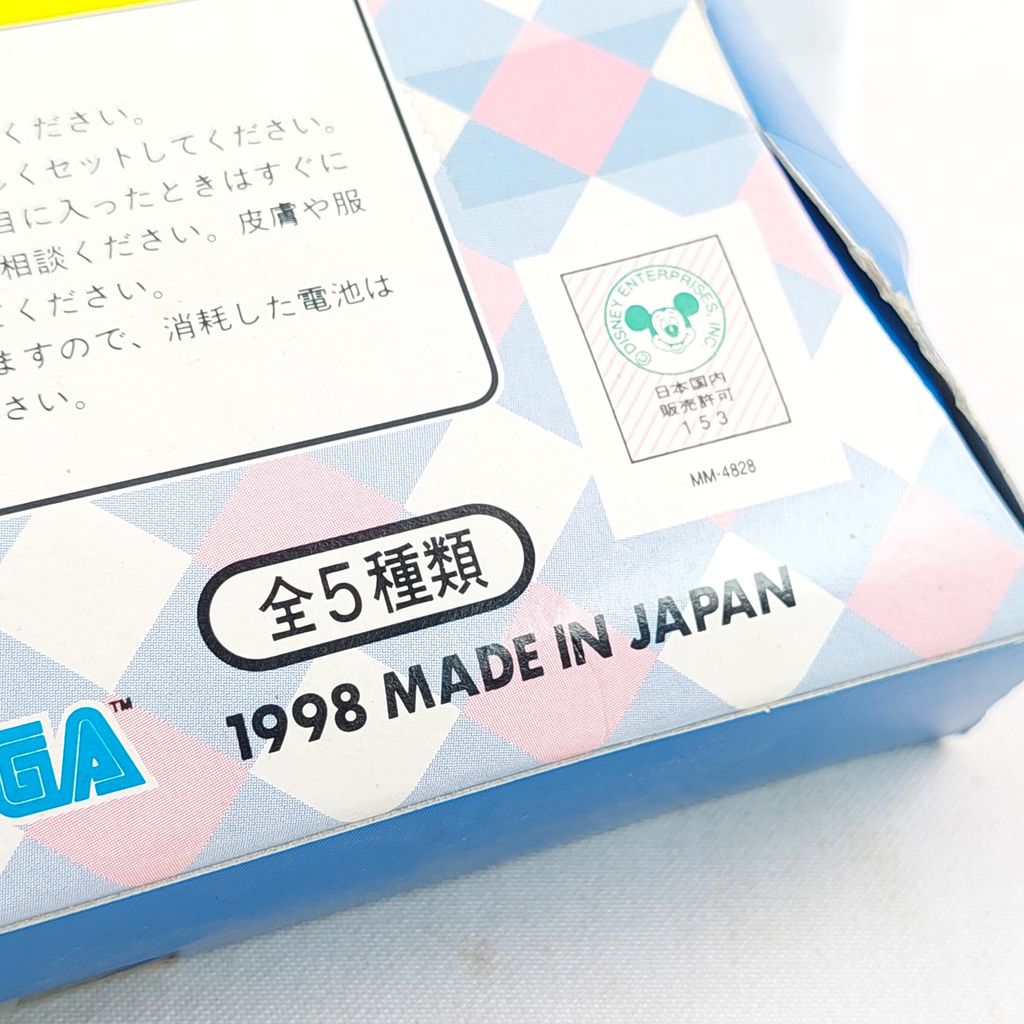 ください。
くセットしてください。
目に入ったときはすぐに
相談ください。皮膚や服
ください。
ますので、消耗した電池は
さい。
©DISNEY ENTERPRISES, INC.
日本国内
販売許可
153
MM-4828
全5種類
1998 MADE IN JAPAN
GA™